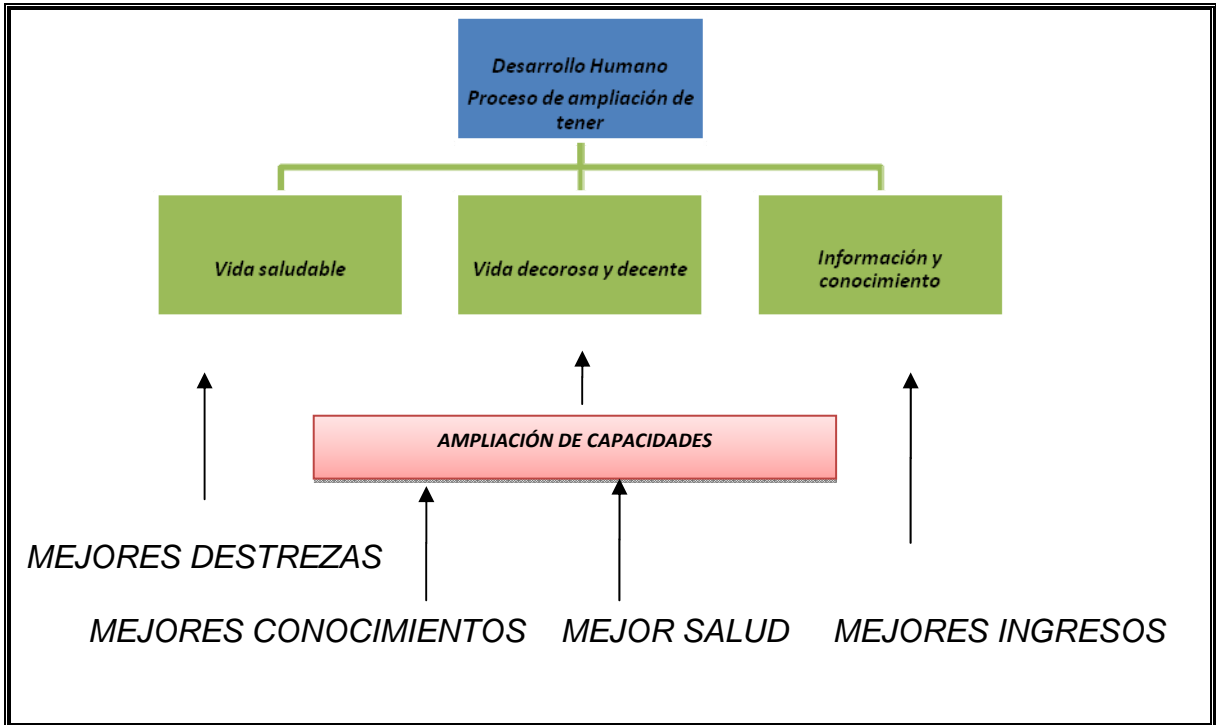 Desarrollo Humano
Proceso de ampliación de
tener
Vida saludable
Vida decorosa y decente
Información y
conocimiento
AMPLIACIÓN DE CAPACIDADES
MEJORES DESTREZAS
MEJORES CONOCIMIENTOS
MEJOR SALUD
MEJORES INGRESOS